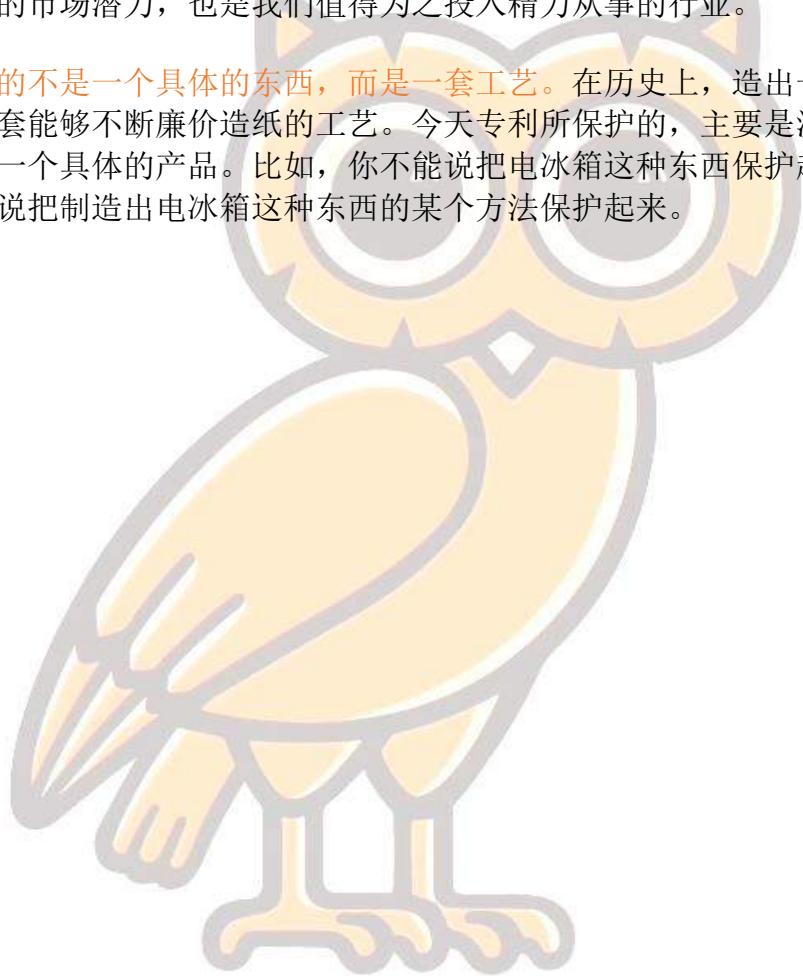 的市场潜力，也是我们值得为之投入精力从事的行业。
的不是一个具体的东西，而是一套工艺。在历史上，造出
套能够不断廉价造纸的工艺。今天专利所保护的，主要是
一个具体的产品。比如，你不能说把电冰箱这种东西保护
说把制造出电冰箱这种东西的某个方法保护起来。